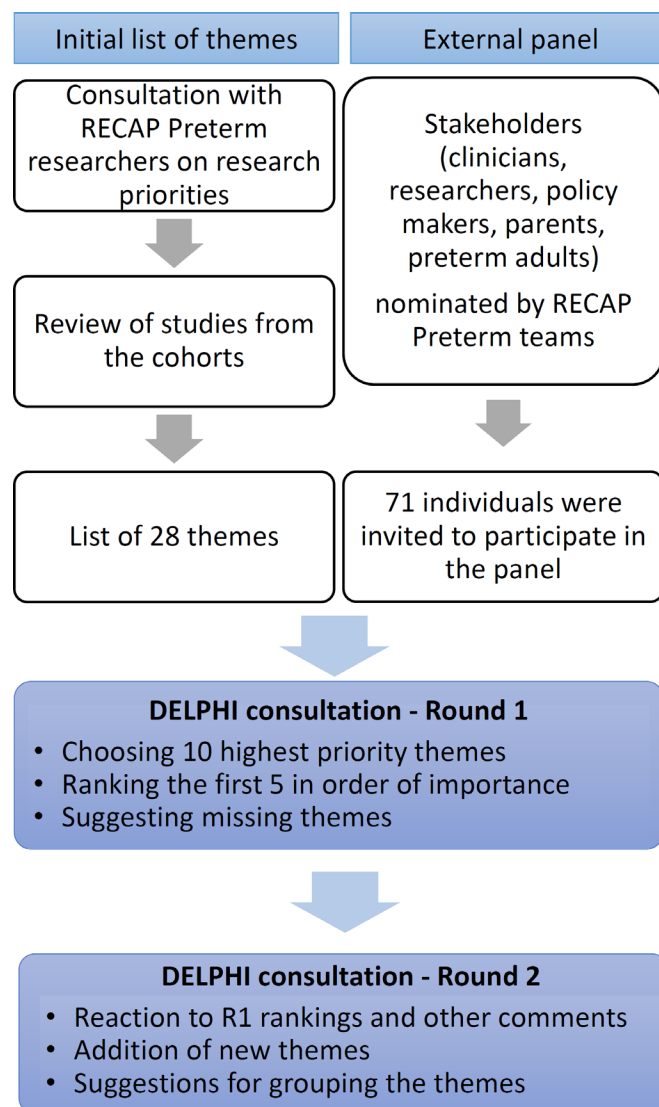 Initial list of themes
Consultation with
RECAP Preterm
researchers on research
priorities
Review of studies from
the cohorts
List of 28 themes
External panel
Stakeholders
(clinicians,
researchers, policy
makers, parents,
preterm adults)
nominated by RECAP
Preterm teams
71 individuals were
invited to participate in
the panel
DELPHI consultation - Round 1
• Choosing 10 highest priority themes
• Ranking the first 5 in order of importance
• Suggesting missing themes
DELPHI consultation - Round 2
• Reaction to R1 rankings and other comments
• Addition of new themes
• Suggestions for grouping the themes